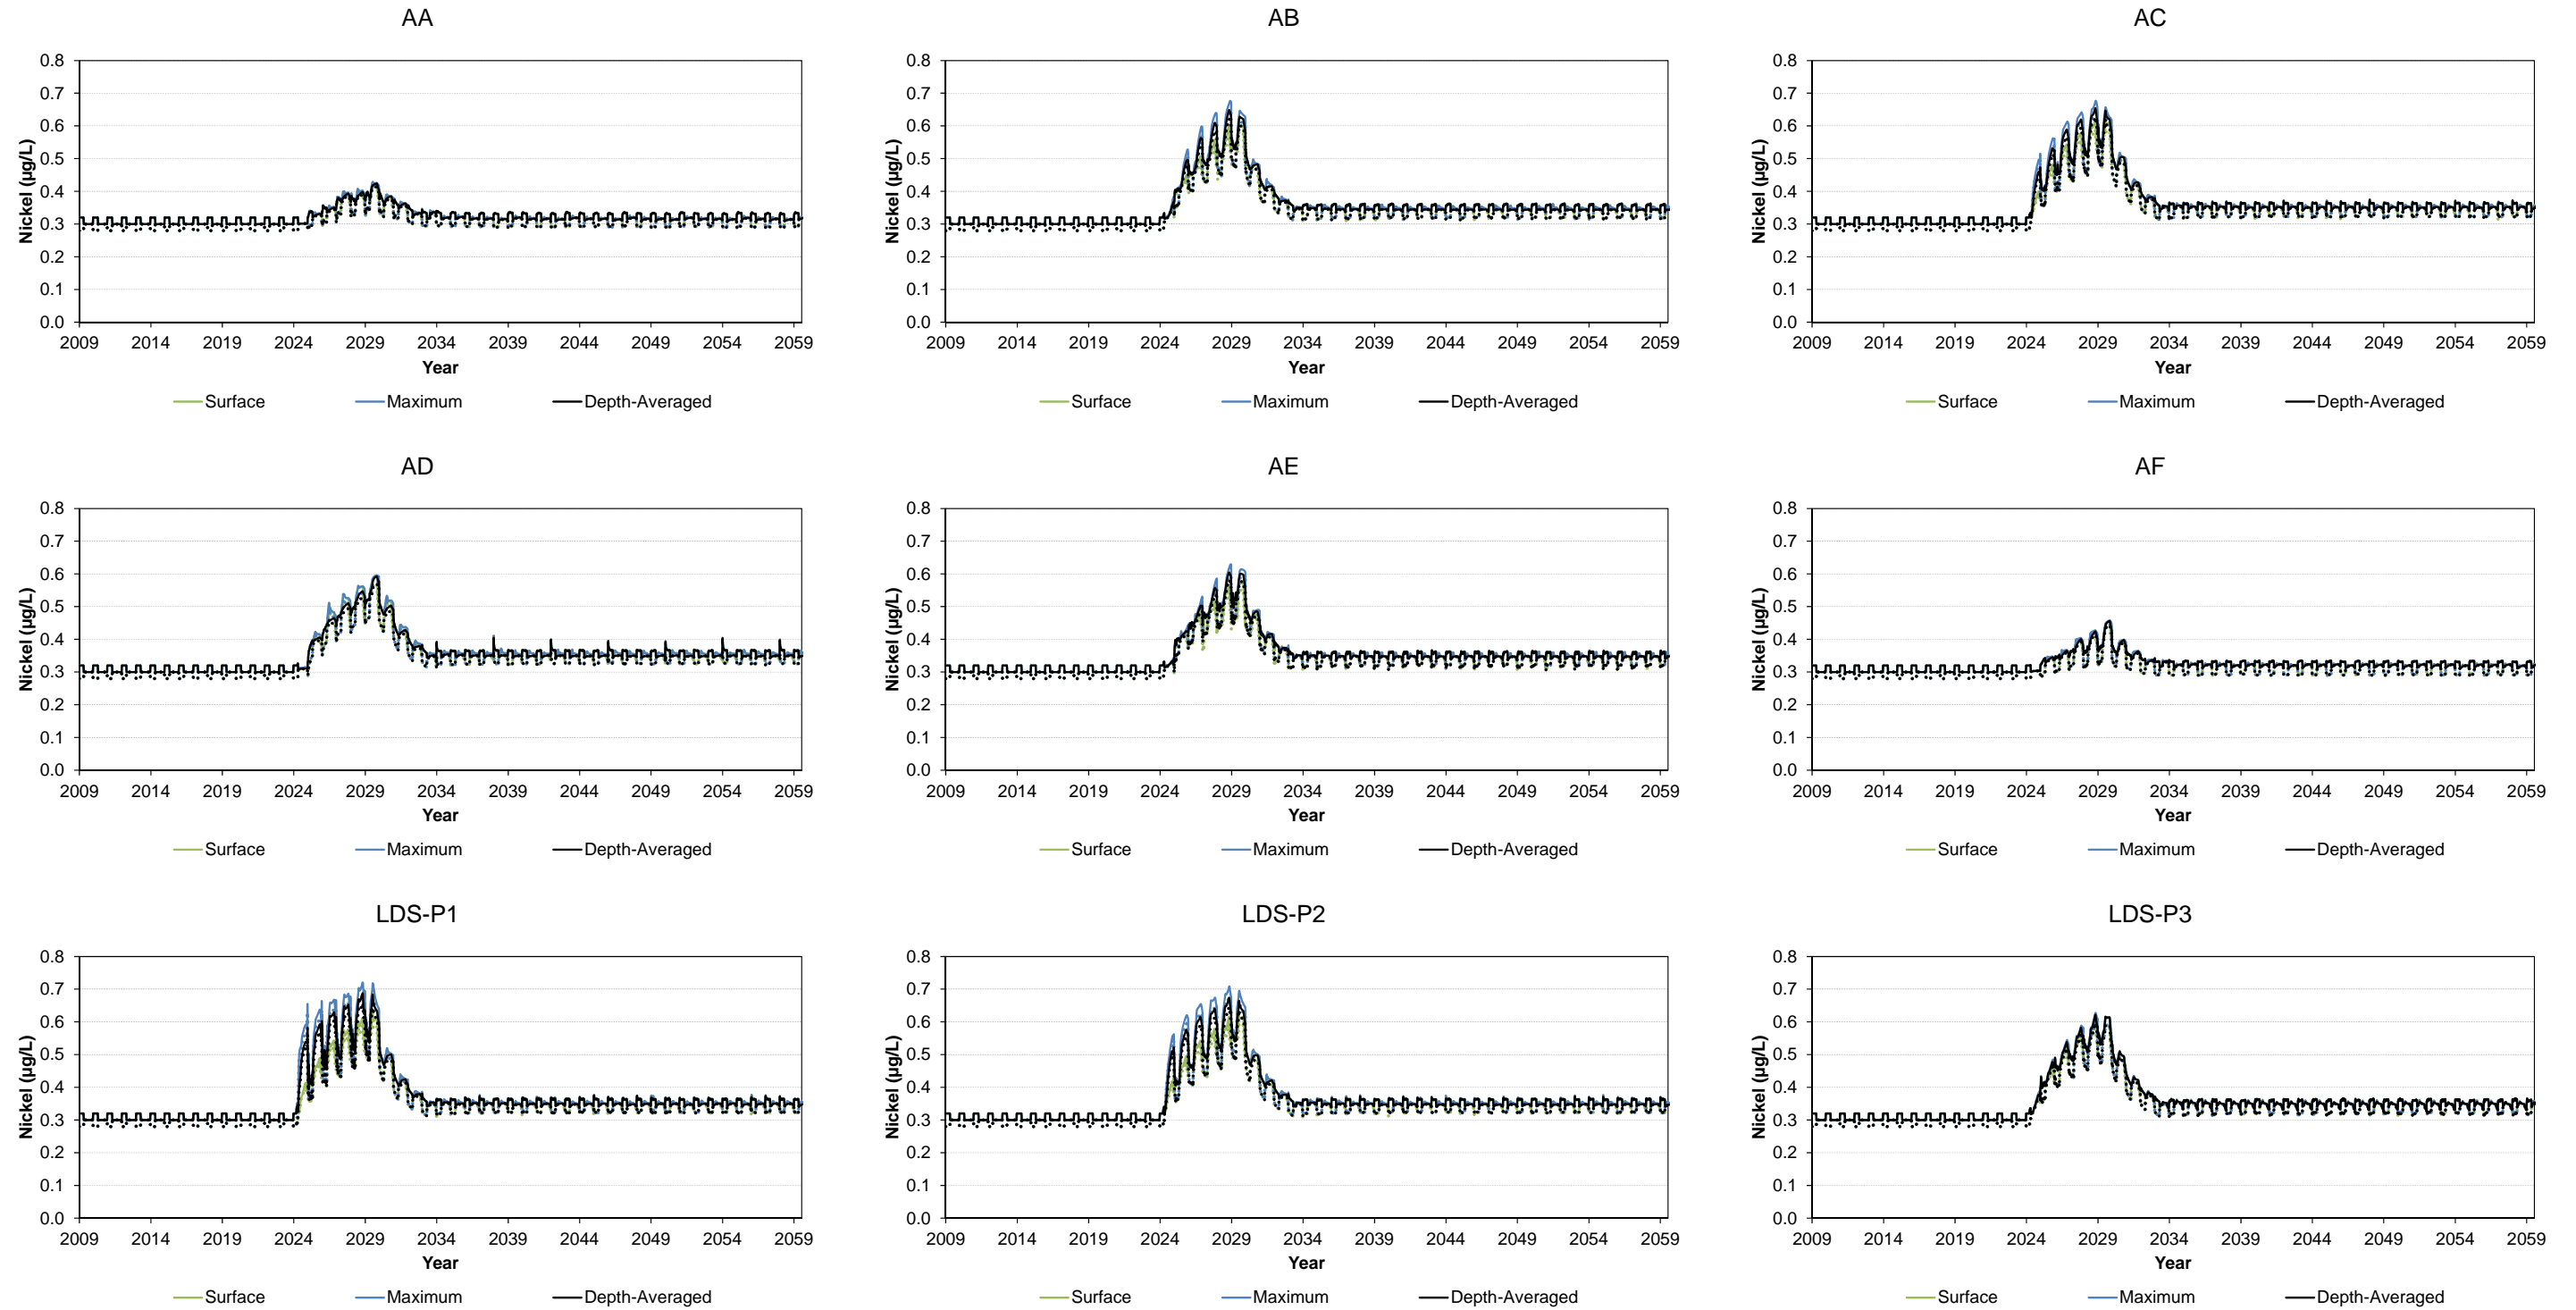 AA AB AC
0.8 0.8 0.8
0.7 0.7 0.7
0.6 0.6 0.6
0.5 0.5 0.5
0.4 0.4 0.4
0.3 0.3 0.3
0.2 0.2 0.2
0.1 0.1 0.1
0.0 0.0 0.0
Nickel (µg/L) Nickel (µg/L) Nickel (µg/L)
2009 2014 2019 2024 2029 2034 2039 2044 2049 2054 2059 2009 2014 2019 2024 2029 2034 2039 2044 2049 2054 2059 2009 2014 2019 2024 2029 2034 2039 2044 2049 2054 2059
Year Year Year
Surface Maximum Depth-Averaged Surface Maximum Depth-Averaged Surface Maximum Depth-Averaged
AD AE AF
0.8 0.8 0.8
0.7 0.7 0.7
0.6 0.6 0.6
0.5 0.5 0.5
0.4 0.4 0.4
0.3 0.3 0.3
0.2 0.2 0.2
0.1 0.1 0.1
0.0 0.0 0.0
Nickel (µg/L) Nickel (µg/L) Nickel (µg/L)
2009 2014 2019 2024 2029 2034 2039 2044 2049 2054 2059 2009 2014 2019 2024 2029 2034 2039 2044 2049 2054 2059 2009 2014 2019 2024 2029 2034 2039 2044 2049 2054 2059
Year Year Year
Surface Maximum Depth-Averaged Surface Maximum Depth-Averaged Surface Maximum Depth-Averaged
LDS-P1 LDS-P2 LDS-P3
0.8 0.8 0.8
0.7 0.7 0.7
0.6 0.6 0.6
0.5 0.5 0.5
0.4 0.4 0.4
0.3 0.3 0.3
0.2 0.2 0.2
0.1 0.1 0.1
0.0 0.0 0.0
Nickel (µg/L) Nickel (µg/L) Nickel (µg/L)
2009 2014 2019 2024 2029 2034 2039 2044 2049 2054 2059 2009 2014 2019 2024 2029 2034 2039 2044 2049 2054 2059 2009 2014 2019 2024 2029 2034 2039 2044 2049 2054 2059
Year Year Year
Surface Maximum Depth-Averaged Surface Maximum Depth-Averaged Surface Maximum Depth-Averaged